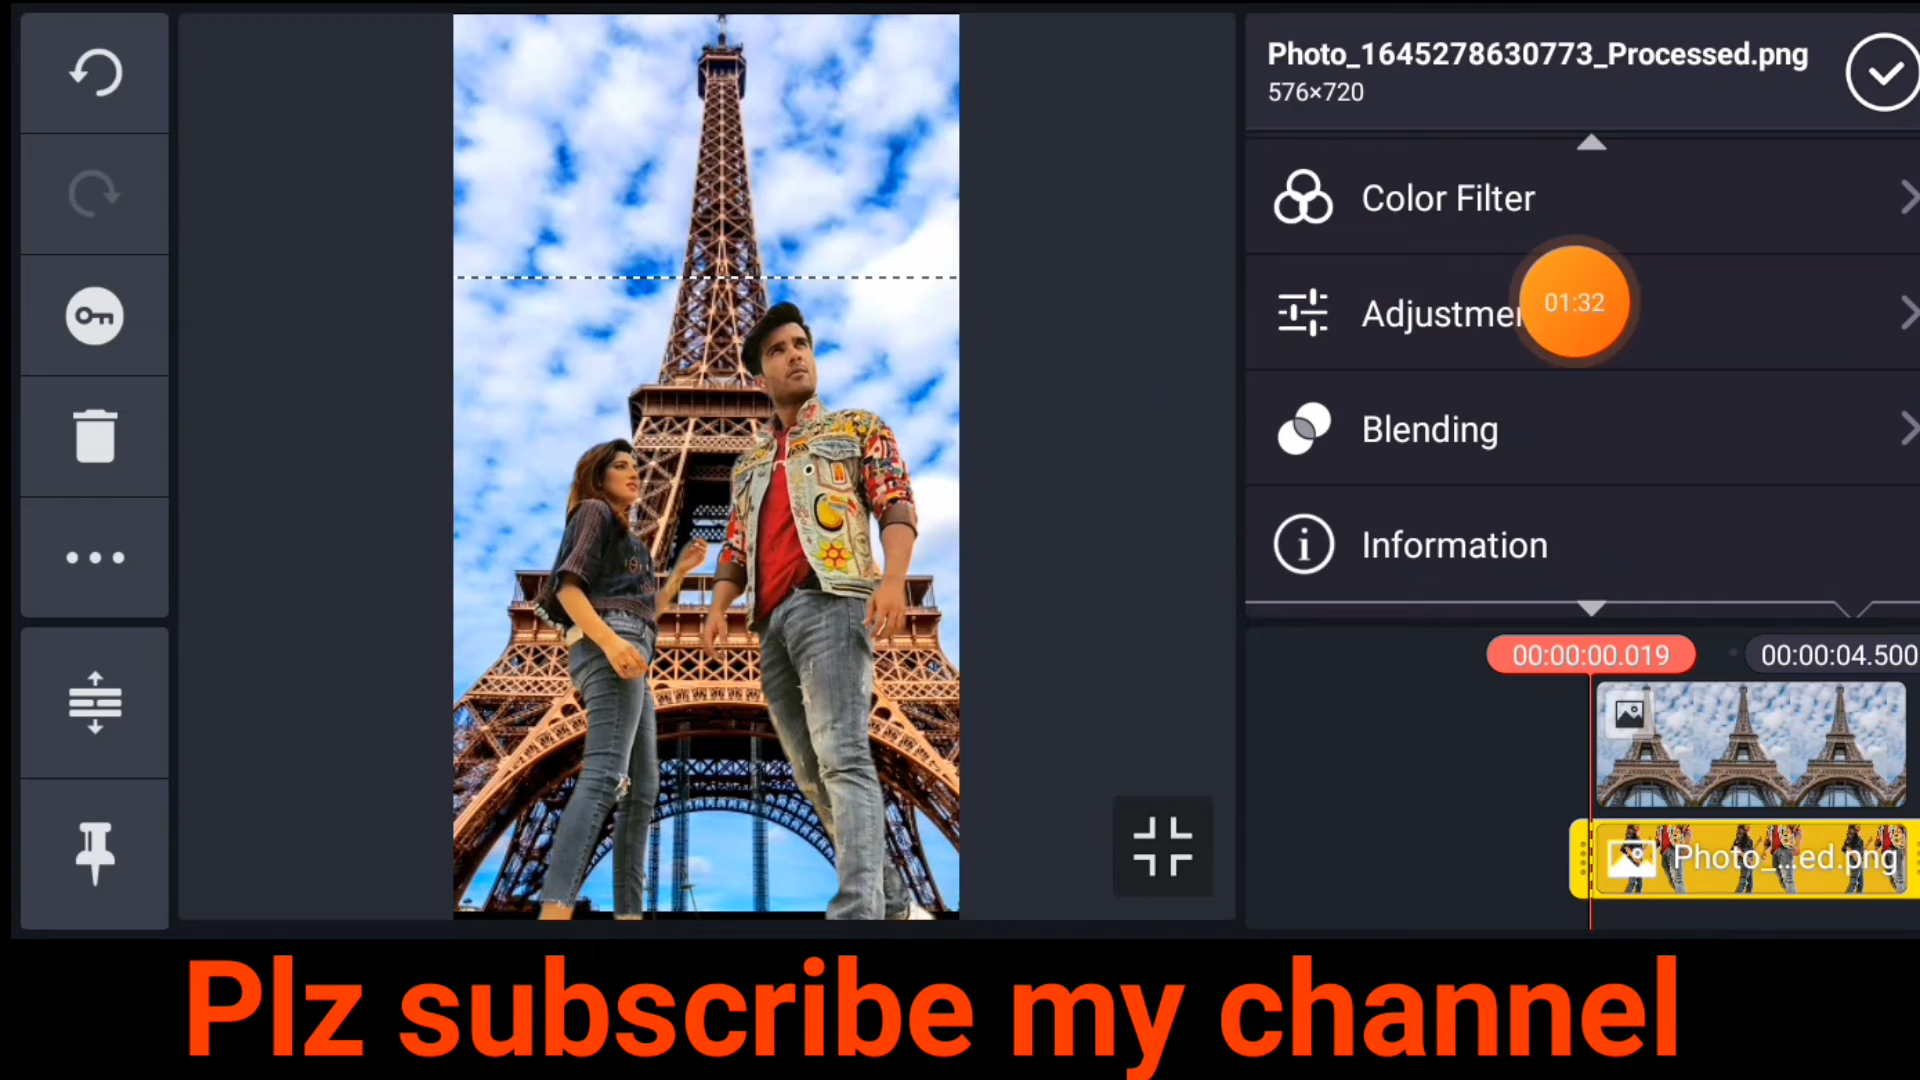 Photo_1645278630773_Processed.png
576×720
Color Filter
Adjustmen
01:32
Blending
Information
00:00:00.019
00:00:04.500
Photo_...ed.png
Plz subscribe my channel